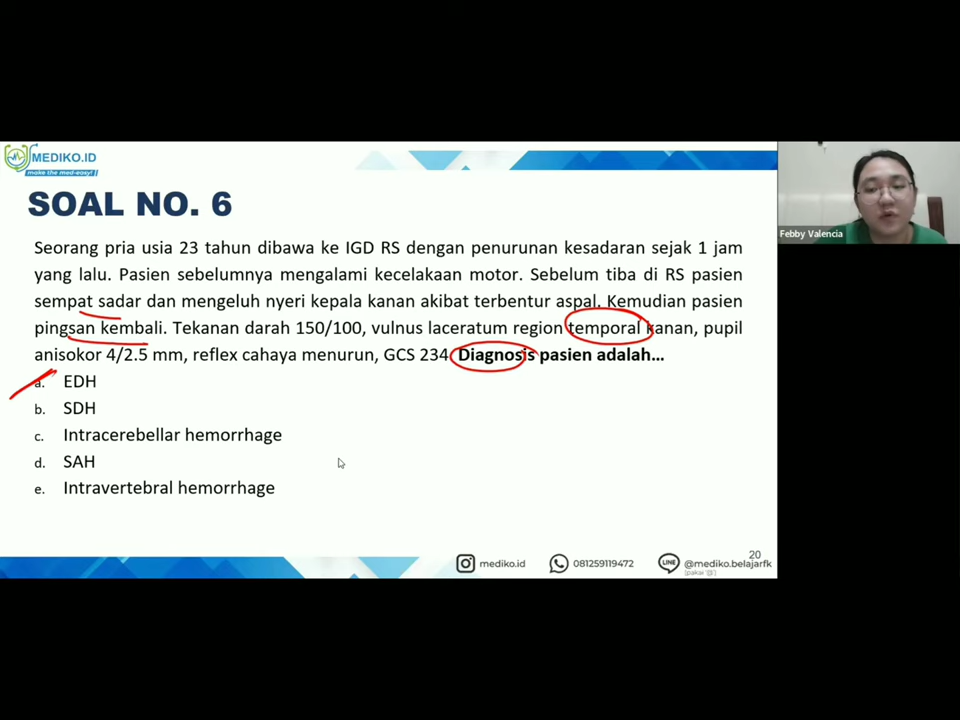 MEDIKO.ID
make the med-easy!
SOAL NO. 6
Seorang pria usia 23 tahun dibawa ke IGD RS dengan penurunan kesadaran sejak 1 jam
yang lalu. Pasien sebelumnya mengalami kecelakaan motor. Sebelum tiba di RS pasien
sempat sadar dan mengeluh nyeri kepala kanan akibat terbentur aspal. Kemudian pasien
pingsan kembali. Tekanan darah 150/100, vulnus laceratum region temporal kanan, pupil
anisokor 4/2.5 mm, reflex cahaya menurun, GCS 234. Diagnosis pasien adalah...
a. EDH
b. SDH
c. Intracerebellar hemorrhage
d. SAH
e. Intravertebral hemorrhage
Febby Valencia
20
mediko.id
081259119472
LINE
@mediko.belajarfk
(pakai '@')